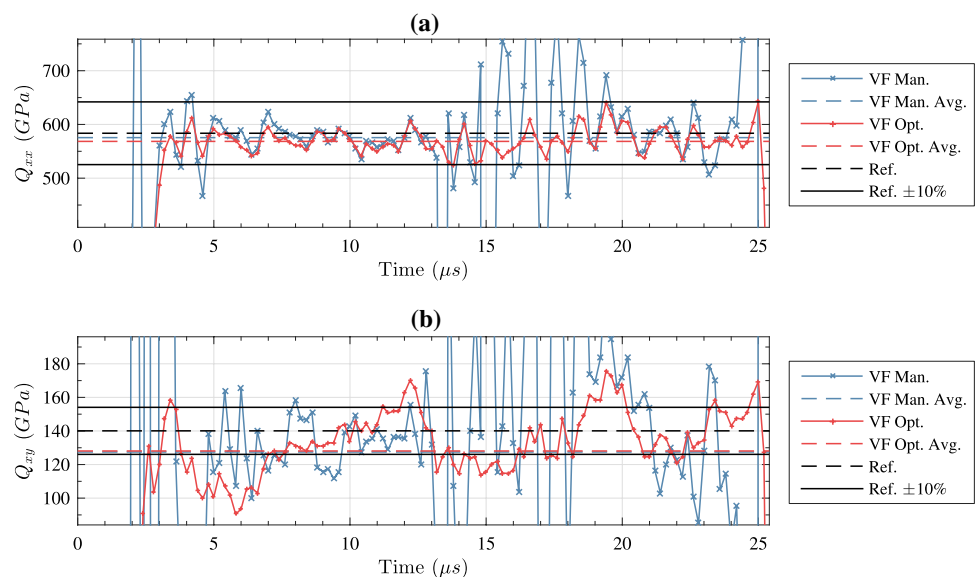 (a)
Q_xx (GPa)
700
600
500
0 5 10 15 20 25
Time (μs)
VF Man.
VF Man. Avg.
VF Opt.
VF Opt. Avg.
Ref.
Ref. ±10%
(b)
Q_xy (GPa)
180
160
140
120
100
0 5 10 15 20 25
Time (μs)
VF Man.
VF Man. Avg.
VF Opt.
VF Opt. Avg.
Ref.
Ref. ±10%